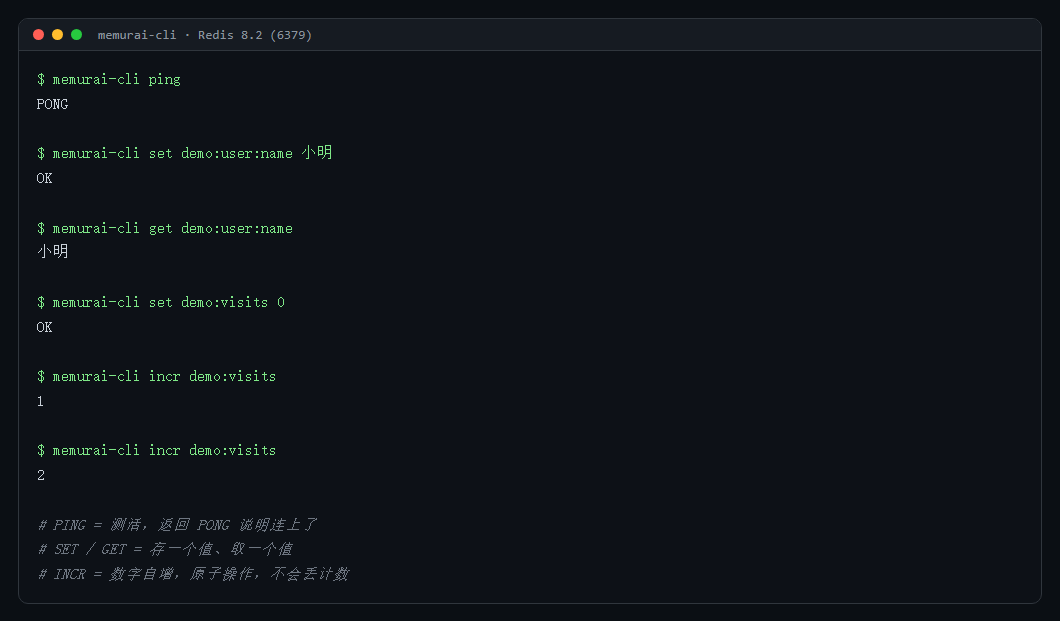 memurai-cli · Redis 8.2 (6379)
$ memurai-cli ping
PONG
$ memurai-cli set demo:user:name 小明
OK
$ memurai-cli get demo:user:name
小明
$ memurai-cli set demo:visits 0
OK
$ memurai-cli incr demo:visits
1
$ memurai-cli incr demo:visits
2
# PING = 测活，返回 PONG 说明连上了
# SET / GET = 存一个值、取一个值
# INCR = 数字自增，原子操作，不会丢计数